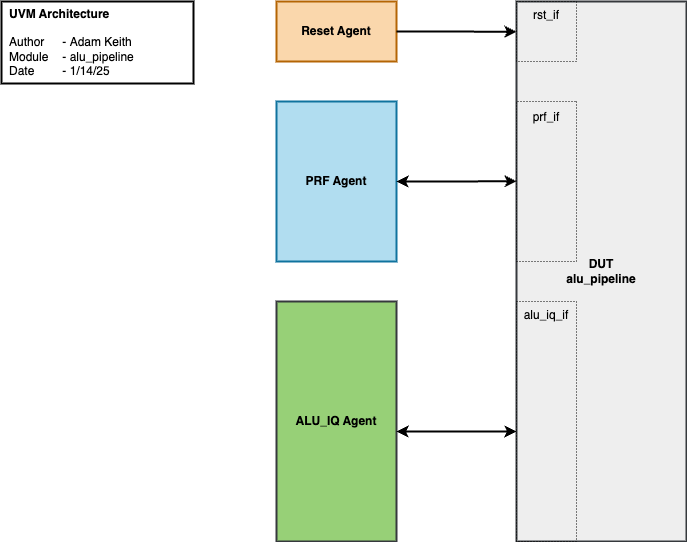 UVM Architecture
Author - Adam Keith
Module - alu_pipeline
Date - 1/14/25
Reset Agent
rst_if
PRF Agent
prf_if
DUT
alu_pipeline
ALU_IQ Agent
alu_iq_if